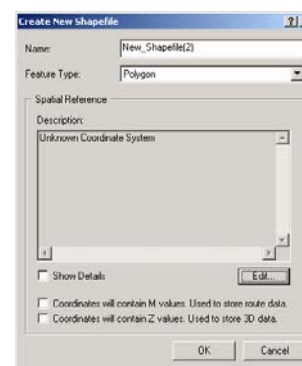 Create New Shapefile
Name: New_Shapefile(2)
Feature Type: Polygon
Spatial Reference
Description:
Unknown Coordinate System
Show Details
Edit...
Coordinates will contain M values. Used to store route data.
Coordinates will contain Z values. Used to store 3D data.
OK Cancel